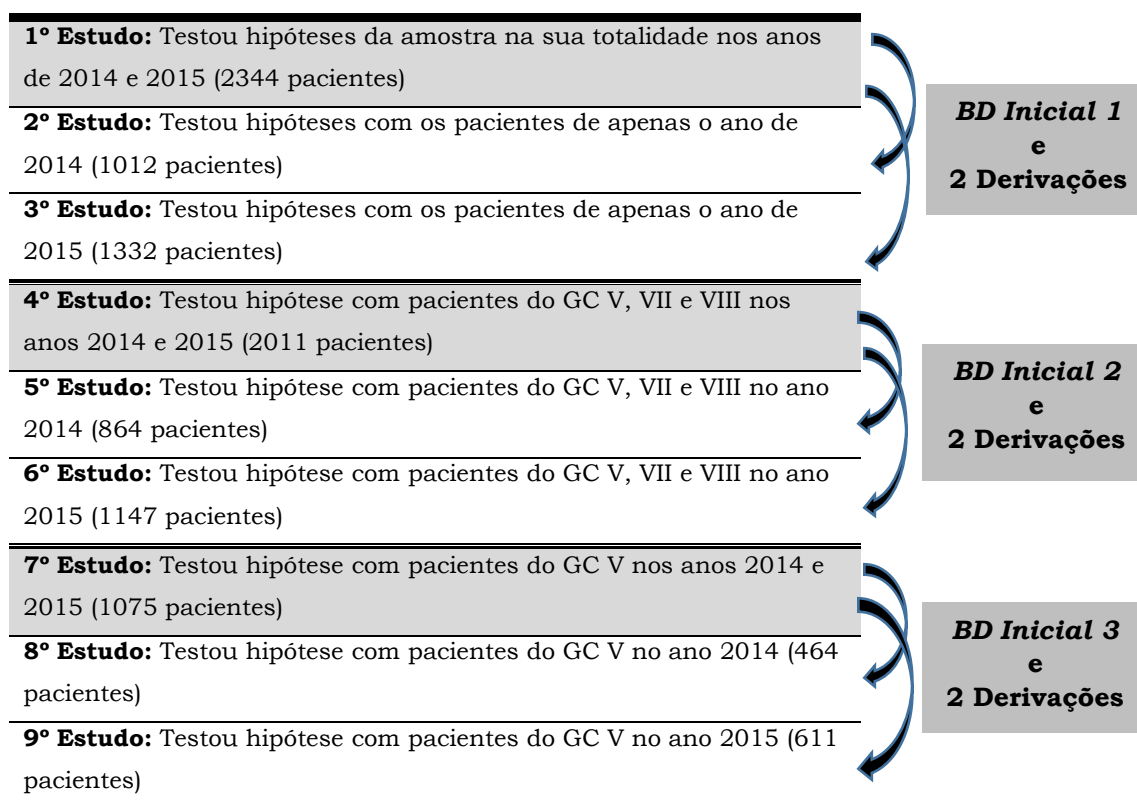 1º Estudo: Testou hipóteses da amostra na sua totalidade nos anos
de 2014 e 2015 (2344 pacientes)
2º Estudo: Testou hipóteses com os pacientes de apenas o ano de
2014 (1012 pacientes)
3º Estudo: Testou hipóteses com os pacientes de apenas o ano de
2015 (1332 pacientes)
BD Inicial 1
e
2 Derivações
4º Estudo: Testou hipótese com pacientes do GC V, VII e VIII nos
anos 2014 e 2015 (2011 pacientes)
5º Estudo: Testou hipótese com pacientes do GC V, VII e VIII no ano
2014 (864 pacientes)
6º Estudo: Testou hipótese com pacientes do GC V, VII e VIII no ano
2015 (1147 pacientes)
BD Inicial 2
e
2 Derivações
7º Estudo: Testou hipótese com pacientes do GC V nos anos 2014 e
2015 (1075 pacientes)
8º Estudo: Testou hipótese com pacientes do GC V no ano 2014 (464
pacientes)
9º Estudo: Testou hipótese com pacientes do GC V no ano 2015 (611
pacientes)
BD Inicial 3
e
2 Derivações